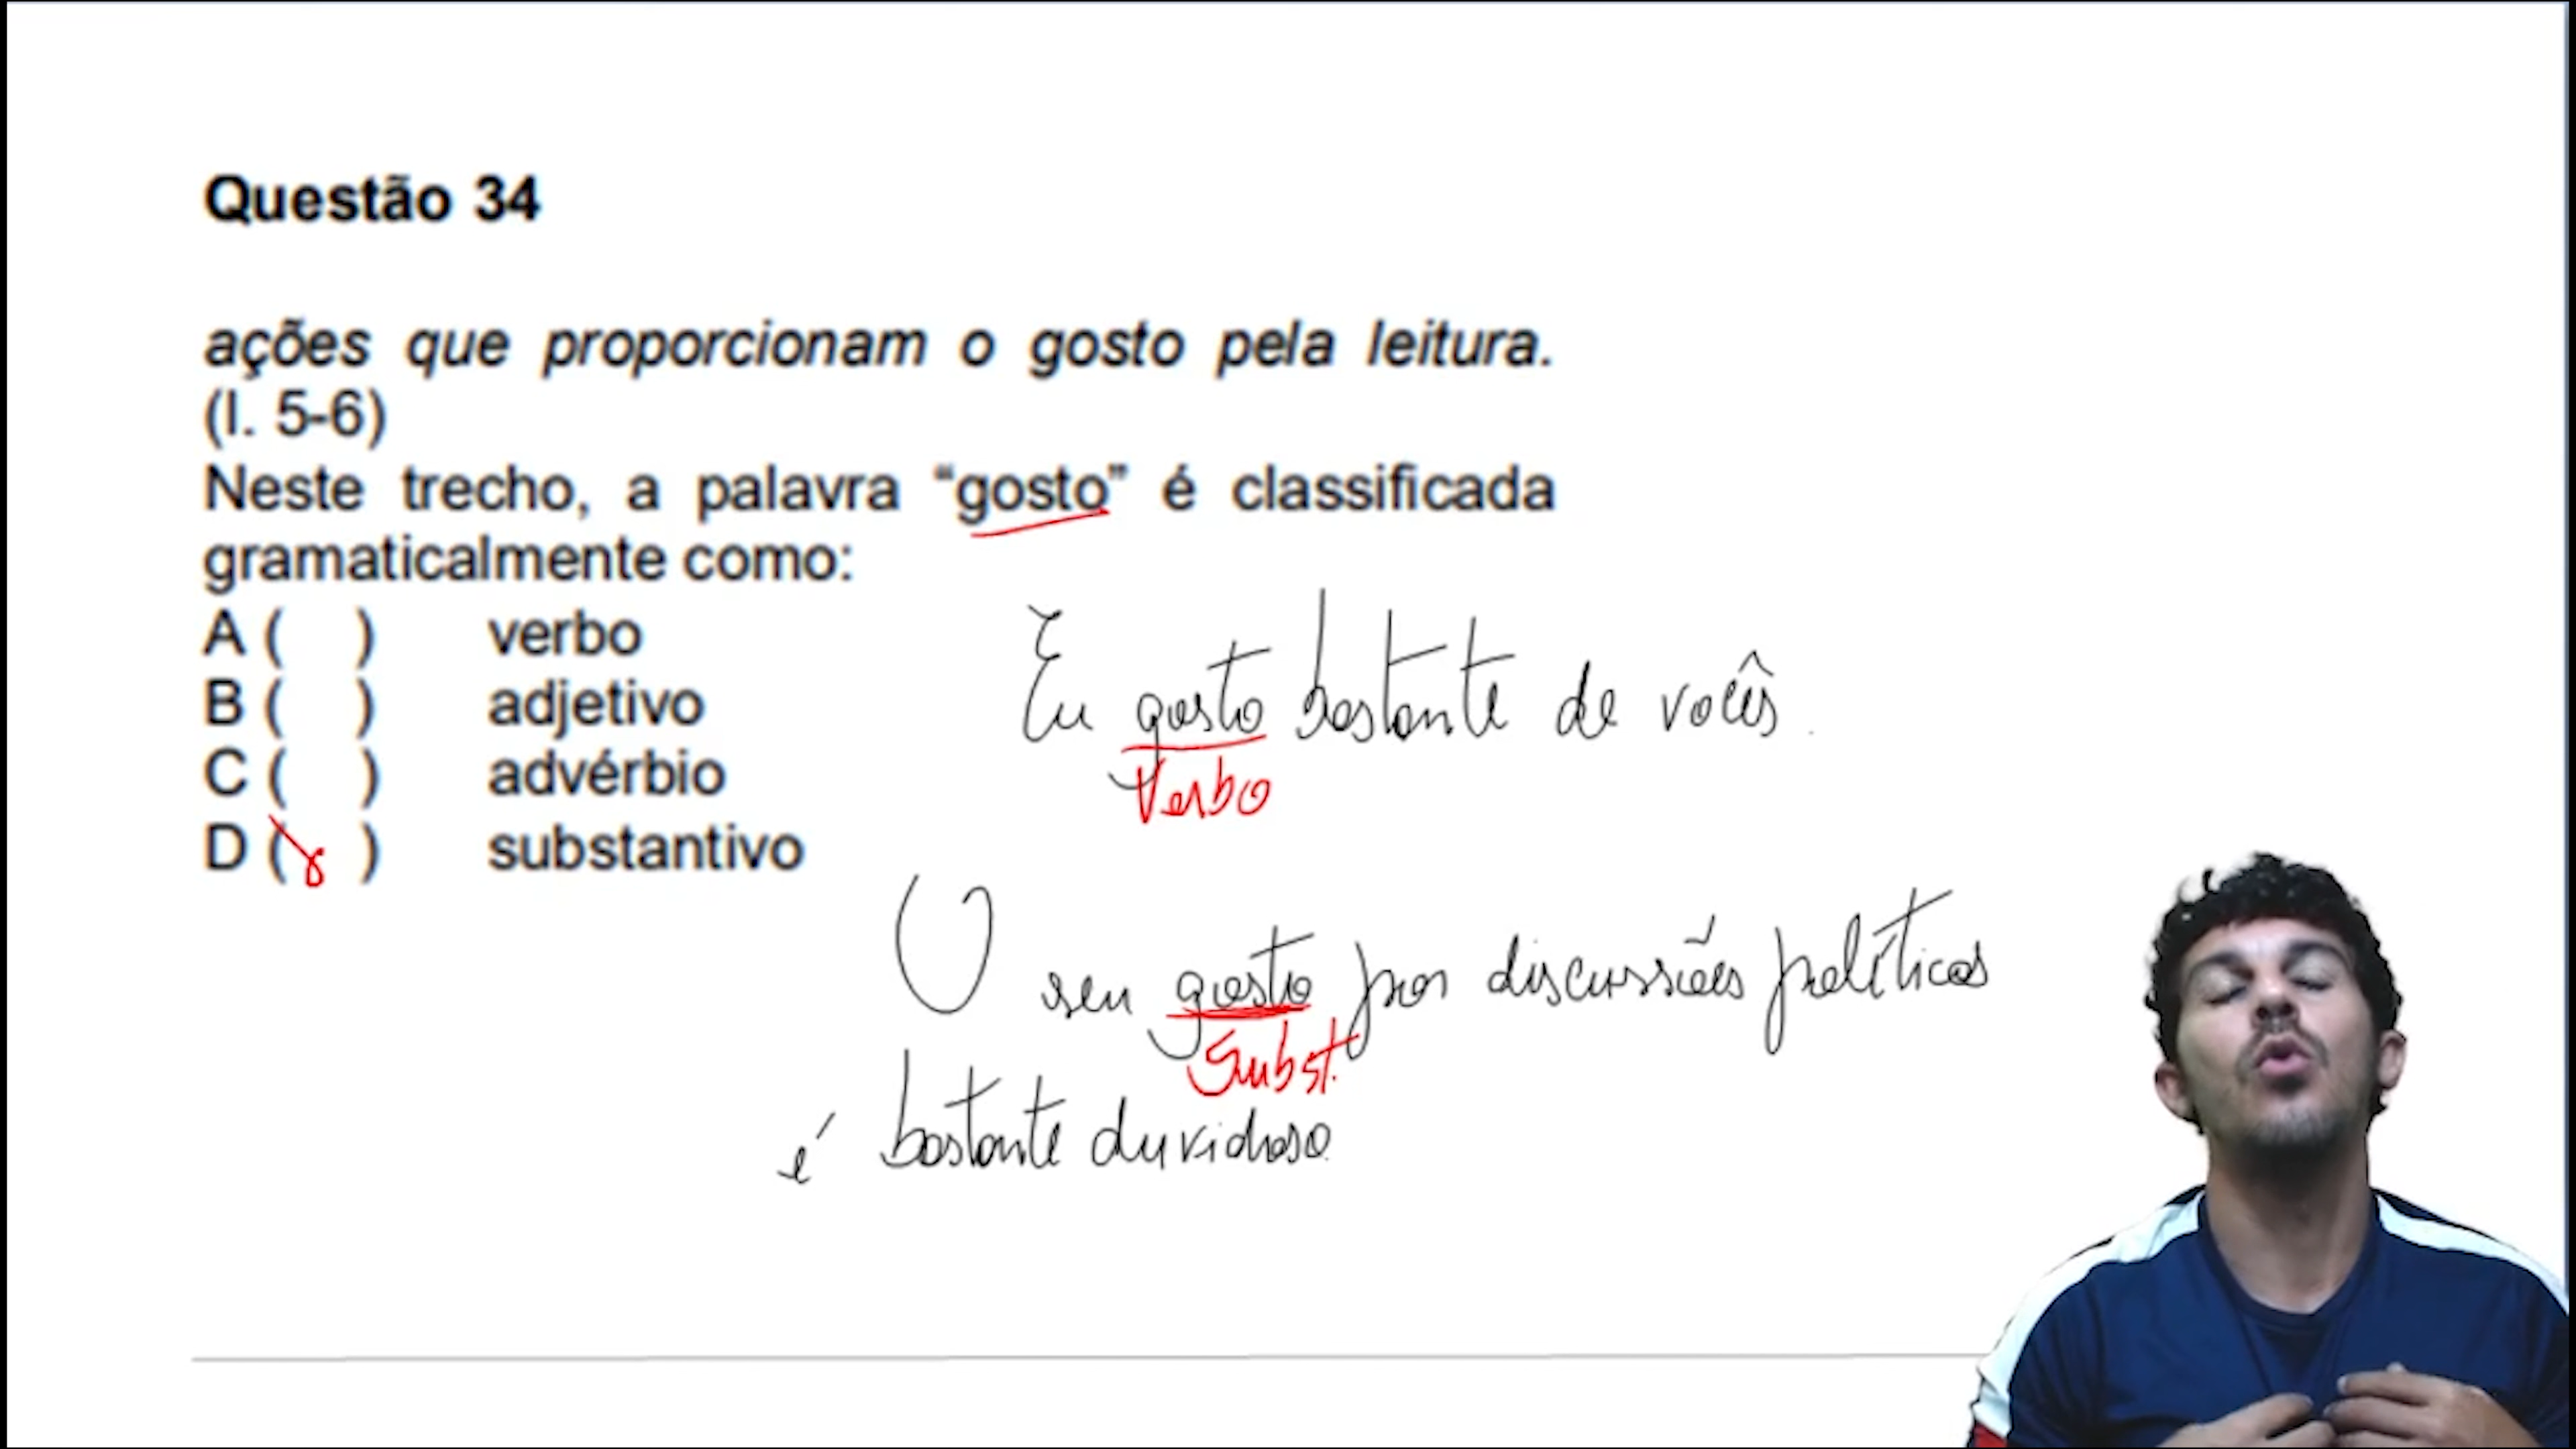 Questão 34
ações que proporcionam o gosto pela leitura.
(l. 5-6)
Neste trecho, a palavra “gosto” é classificada
gramaticalmente como:
A ( ) verbo
B ( ) adjetivo
C ( ) advérbio
D (x ) substantivo
Eu gosto bastante de vocês.
Verbo
O seu gosto por discussões políticas
Subst.
é bastante duvidoso.